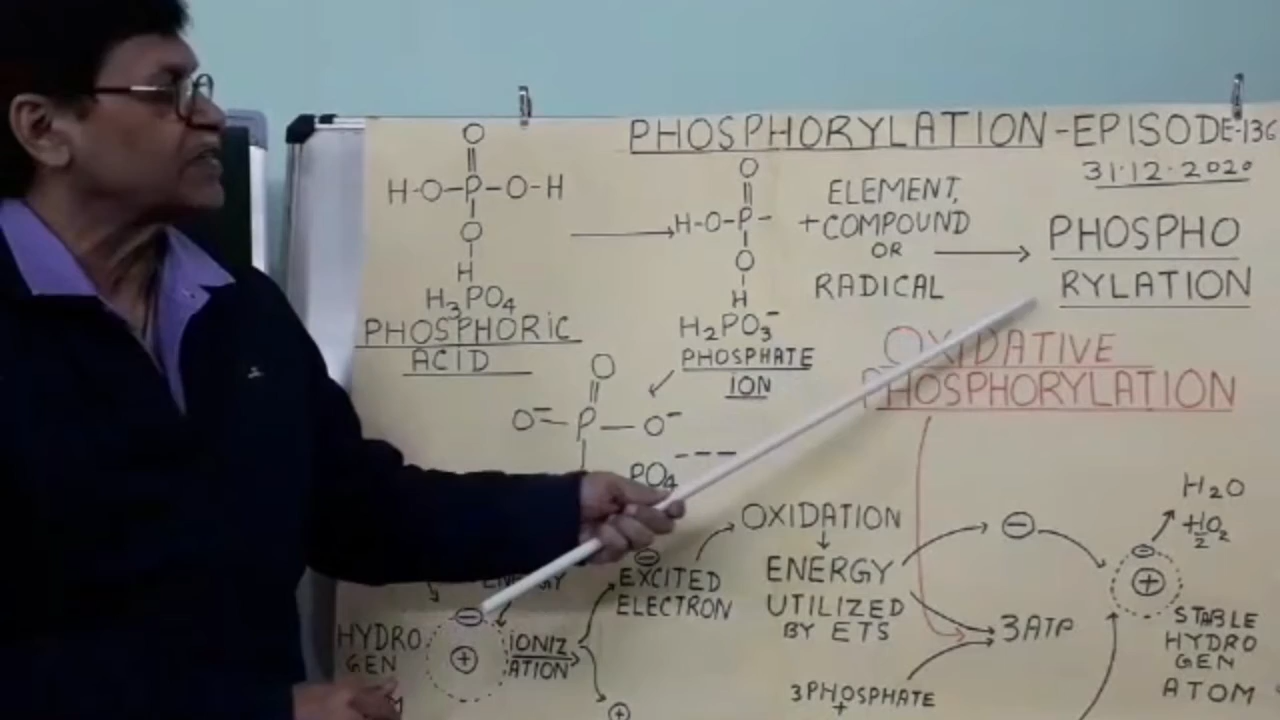 PHOSPHORYLATION-EPISODE-136
31.12.2020
O
H-O-P-O-H
O
H
H3PO4
PHOSPHORIC
ACID
O
H-O-P-
O
H
H2PO3-
PHOSPHATE
ION
ELEMENT,
+COMPOUND
OR
RADICAL
PHOSPHO
RYLATION
OXIDATIVE
PHOSPHORYLATION
O
O- - P - O-
PO4---
HYDRO
GEN
ENERGY
IONIZ
ATION
EXCITED
ELECTRON
OXIDATION
ENERGY
UTILIZED
BY ETS
3ATP
3PHOSPHATE
+
H2O
+½O2
STABLE
HYDRO
GEN
ATOM